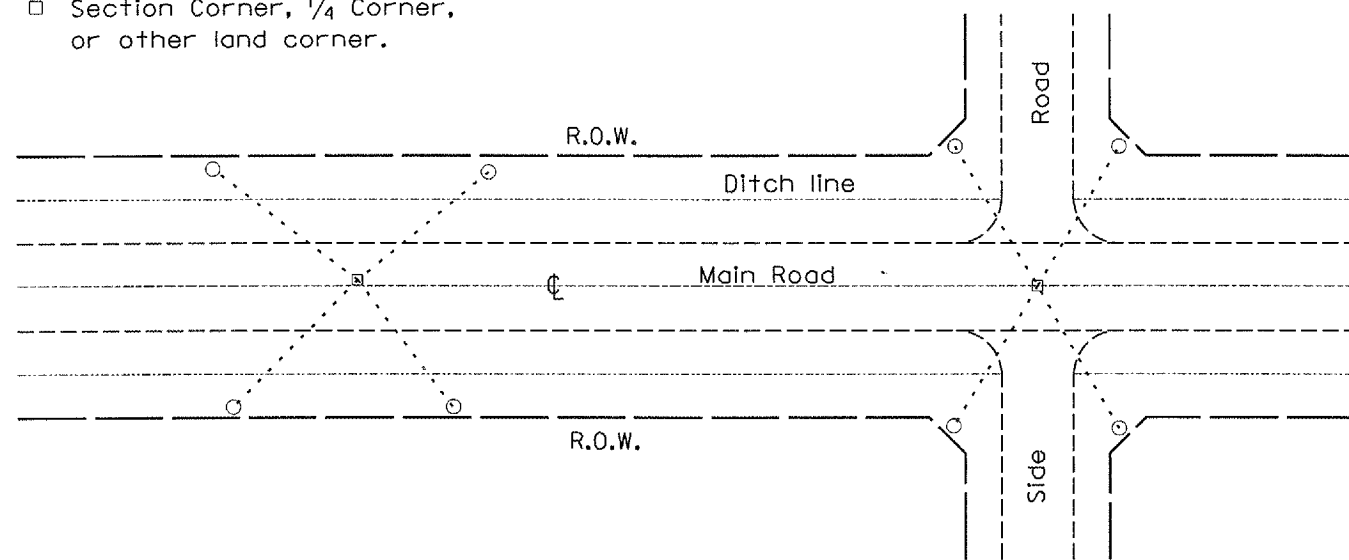 □ Section Corner, 1/4 Corner,
or other land corner.
Road
R.O.W.
Ditch line
Main Road
℄
R.O.W.
Side